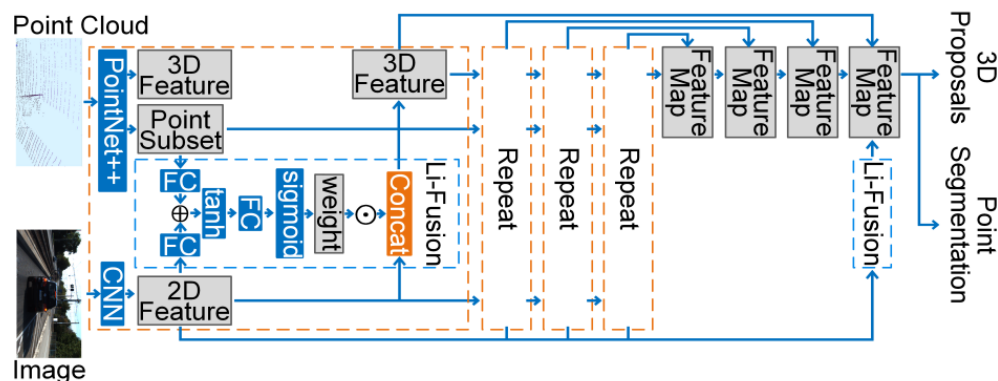 Point Cloud
PointNet++
3D
Feature
Point
Subset
FC
⊕
FC
tanh
FC
sigmoid
weight
Concat
Li-Fusion
3D
Feature
CNN
2D
Feature
Image
Repeat
Repeat
Repeat
Feature
Map
Feature
Map
Feature
Map
Feature
Map
Li-Fusion
3D
Proposals
Point
Segmentation